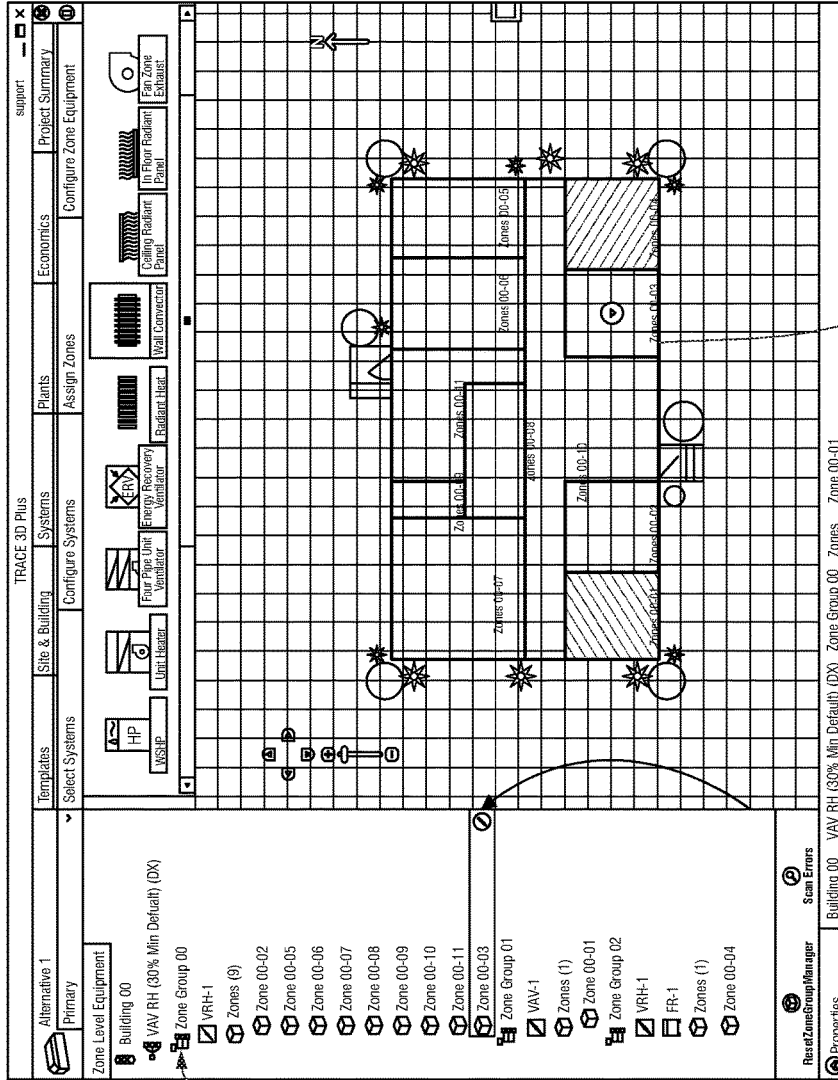 TRACE 3D Plus
support
Alternative 1
Templates
Site & Building
Systems
Plants
Economics
Project Summary
Primary
Select Systems
Configure Systems
Assign Zones
Configure Zone Equipment
Zone Level Equipment
Building 00
VAV RH (30% Min Defualt) (DX)
Zone Group 00
VRH-1
Zones (9)
Zone 00-02
Zone 00-05
Zone 00-06
Zone 00-07
Zone 00-08
Zone 00-09
Zone 00-10
Zone 00-11
Zone 00-03
Zone Group 01
VAV-1
Zones (1)
Zone 00-01
Zone Group 02
VRH-1
FR-1
Zones (1)
Zone 00-04
ResetZoneGroupManager
Scan Errors
Properties
HP
WSHP
Unit Heater
Four Pipe Unit
Ventilator
ERV
Energy Recovery
Ventilator
Radiant Heat
Wall Convector
Ceiling Radiant
Panel
In Floor Radiant
Panel
Fan Zone
Exhaust
N
Zones 00-07
Zones 00-09
Zones 00-11
Zones 00-06
Zones 00-05
Zones 00-08
Zones 00-10
Zones 00-01
Zones 00-02
Zones 00-03
Zones 00-04
Building 00 VAV RH (30% Min Default) (DX) Zone Group 00 Zones Zone 00-01